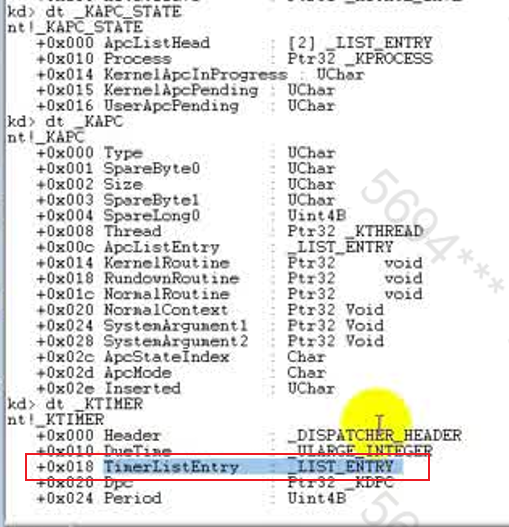 kd> dt _KAPC_STATE
nt!_KAPC_STATE
+0x000 ApcListHead : [2] _LIST_ENTRY
+0x010 Process : Ptr32 _KPROCESS
+0x014 KernelApcInProgress : UChar
+0x015 KernelApcPending : UChar
+0x016 UserApcPending : UChar
kd> dt _KAPC
nt!_KAPC
+0x000 Type : UChar
+0x001 SpareByte0 : UChar
+0x002 Size : UChar
+0x003 SpareByte1 : UChar
+0x004 SpareLong0 : Uint4B
+0x008 Thread : Ptr32 _KTHREAD
+0x00c ApcListEntry : _LIST_ENTRY
+0x014 KernelRoutine : Ptr32 void
+0x018 RundownRoutine : Ptr32 void
+0x01c NormalRoutine : Ptr32 void
+0x020 NormalContext : Ptr32 Void
+0x024 SystemArgument1 : Ptr32 Void
+0x028 SystemArgument2 : Ptr32 Void
+0x02c ApcStateIndex : Char
+0x02d ApcMode : Char
+0x02e Inserted : UChar
kd> dt _KTIMER
nt!_KTIMER
+0x000 Header : _DISPATCHER_HEADER
+0x010 DueTime : _ULARGE_INTEGER
+0x018 TimerListEntry : _LIST_ENTRY
+0x020 Dpc : Ptr32 _KDPC
+0x024 Period : Uint4B
5694***